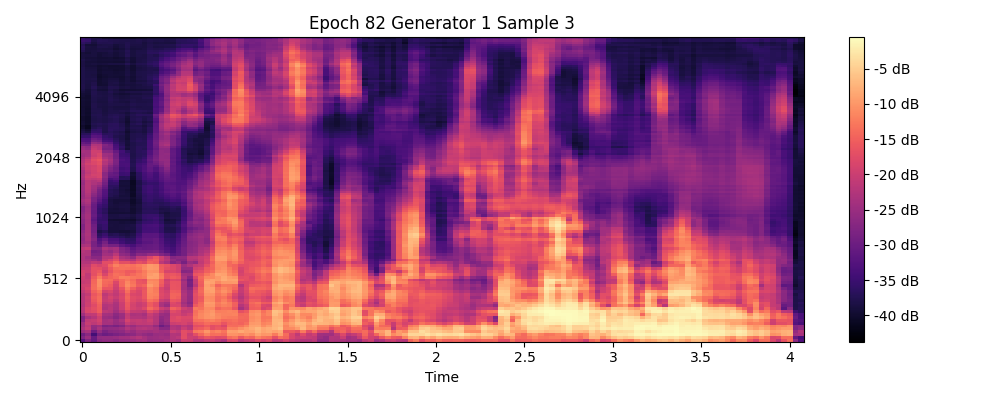 Epoch 82 Generator 1 Sample 3
Hz
4096
2048
1024
512
0
0
0.5
1
1.5
2
2.5
3
3.5
4
Time
-5 dB
-10 dB
-15 dB
-20 dB
-25 dB
-30 dB
-35 dB
-40 dB